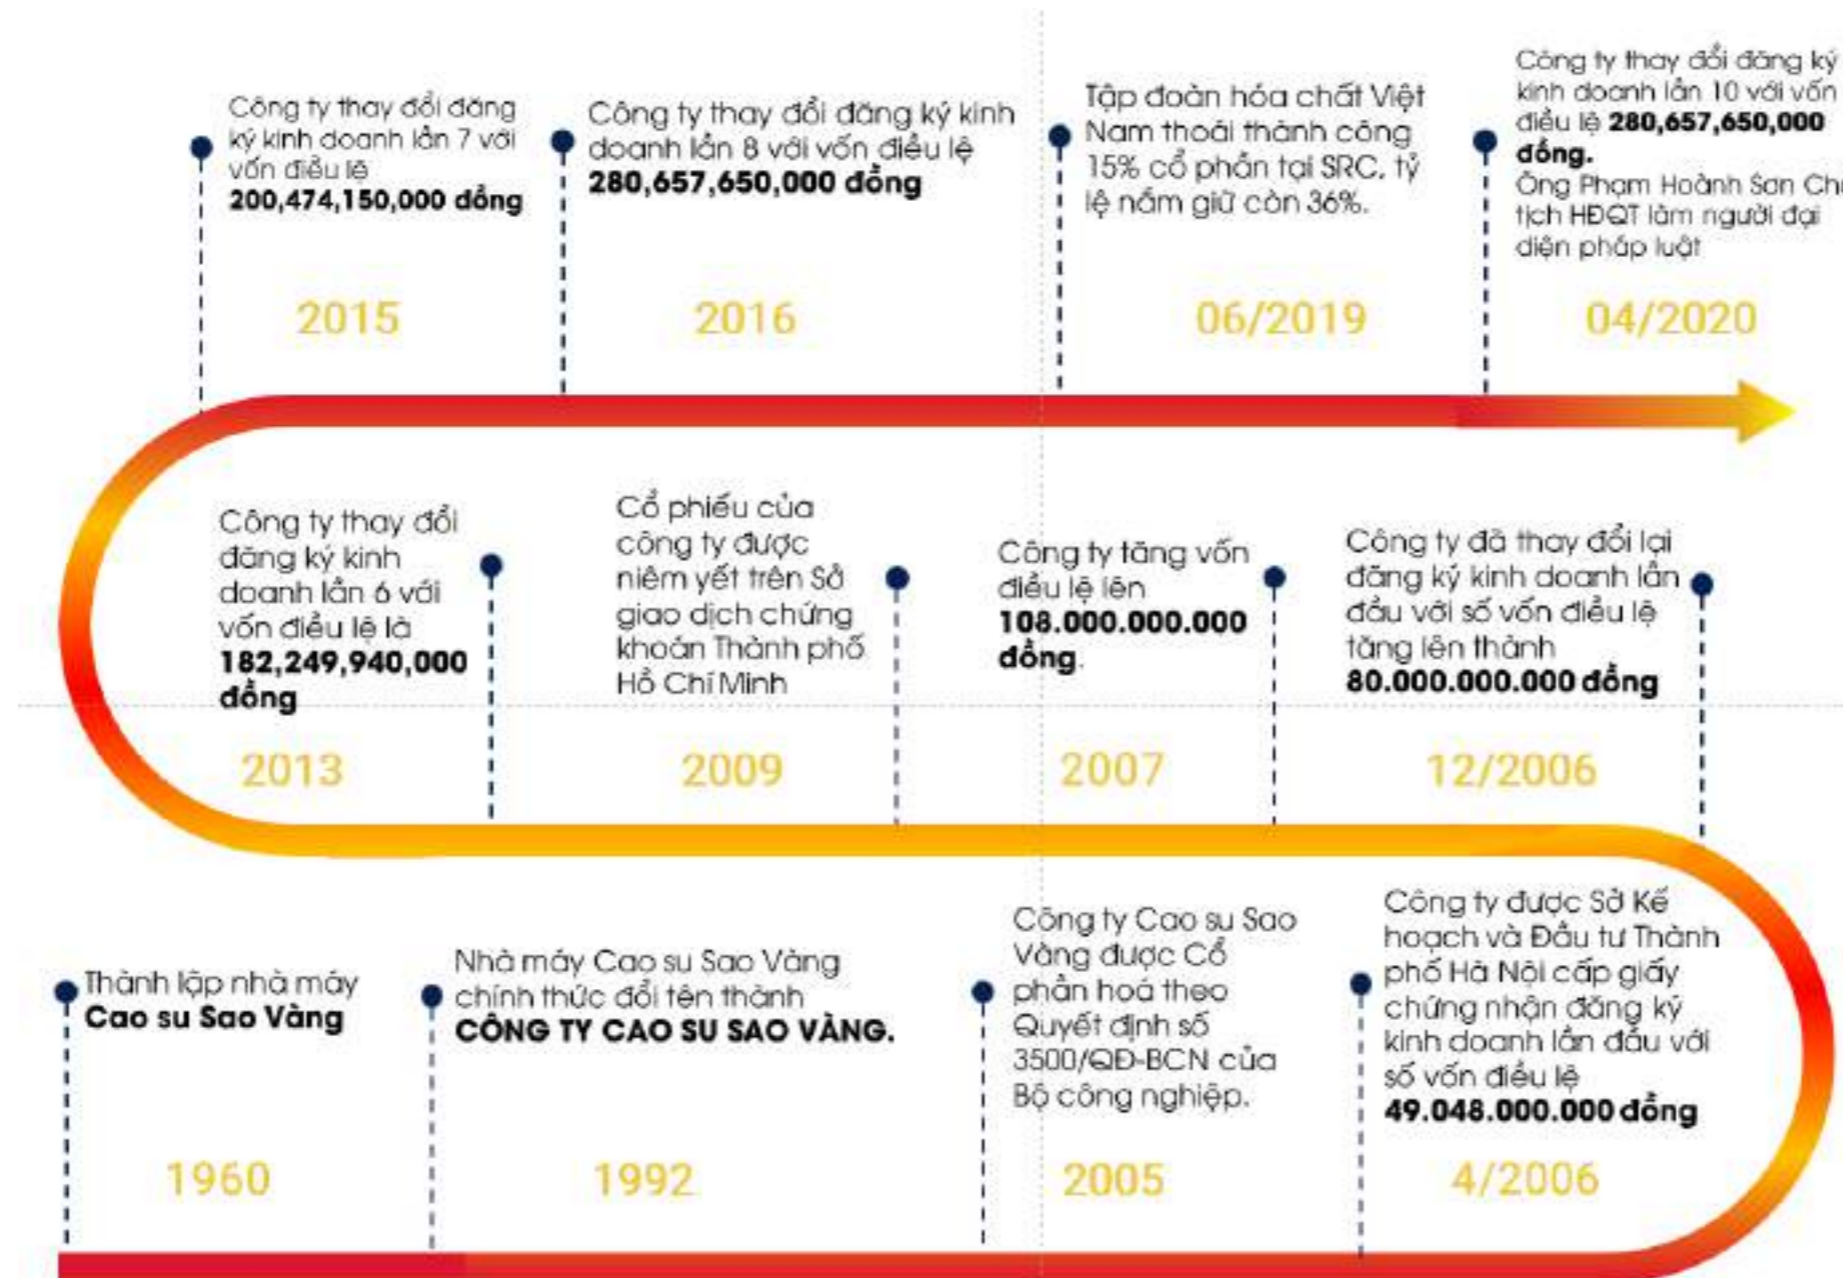 Công ty thay đổi đăng
ký kinh doanh lần 7 với
vốn điều lệ
200,474,150,000 đồng
2015
Công ty thay đổi đăng ký kinh
doanh lần 8 với vốn điều lệ
280,657,650,000 đồng
2016
Tập đoàn hóa chất Việt
Nam thoái thành công
15% cổ phần tại SRC, tỷ
lệ nắm giữ còn 36%.
06/2019
Công ty thay đổi đăng ký
kinh doanh lần 10 với vốn
điều lệ 280,657,650,000
đồng.
Ông Phạm Hoành Sơn
tịch HĐQT làm người đại
diện pháp luật
04/2020
Công ty thay đổi
đăng ký kinh
doanh lần 6 với
vốn điều lệ là
182,249,940,000
đồng
2013
Cổ phiếu của
công ty được
niêm yết trên Sở
giao dịch chứng
khoán Thành phố
Hồ Chí Minh
2009
Công ty tăng vốn
điều lệ lên
108.000.000.000
đồng.
2007
Công ty đã thay đổi lại
đăng ký kinh doanh lần
đầu với số vốn điều lệ
tăng lên thành
80.000.000.000 đồng
12/2006
Thành lập nhà máy
Cao su Sao Vàng
1960
Nhà máy Cao su Sao Vàng
chính thức đổi tên thành
CÔNG TY CAO SU SAO VÀNG.
1992
Công ty Cao su Sao
Vàng được Cổ
phần hoá theo
Quyết định số
3500/QĐ-BCN của
Bộ công nghiệp.
2005
Công ty được Sở Kế
hoạch và Đầu tư Thành
phố Hà Nội cấp giấy
chứng nhận đăng ký
kinh doanh lần đầu với
số vốn điều lệ
49.048.000.000 đồng
4/2006